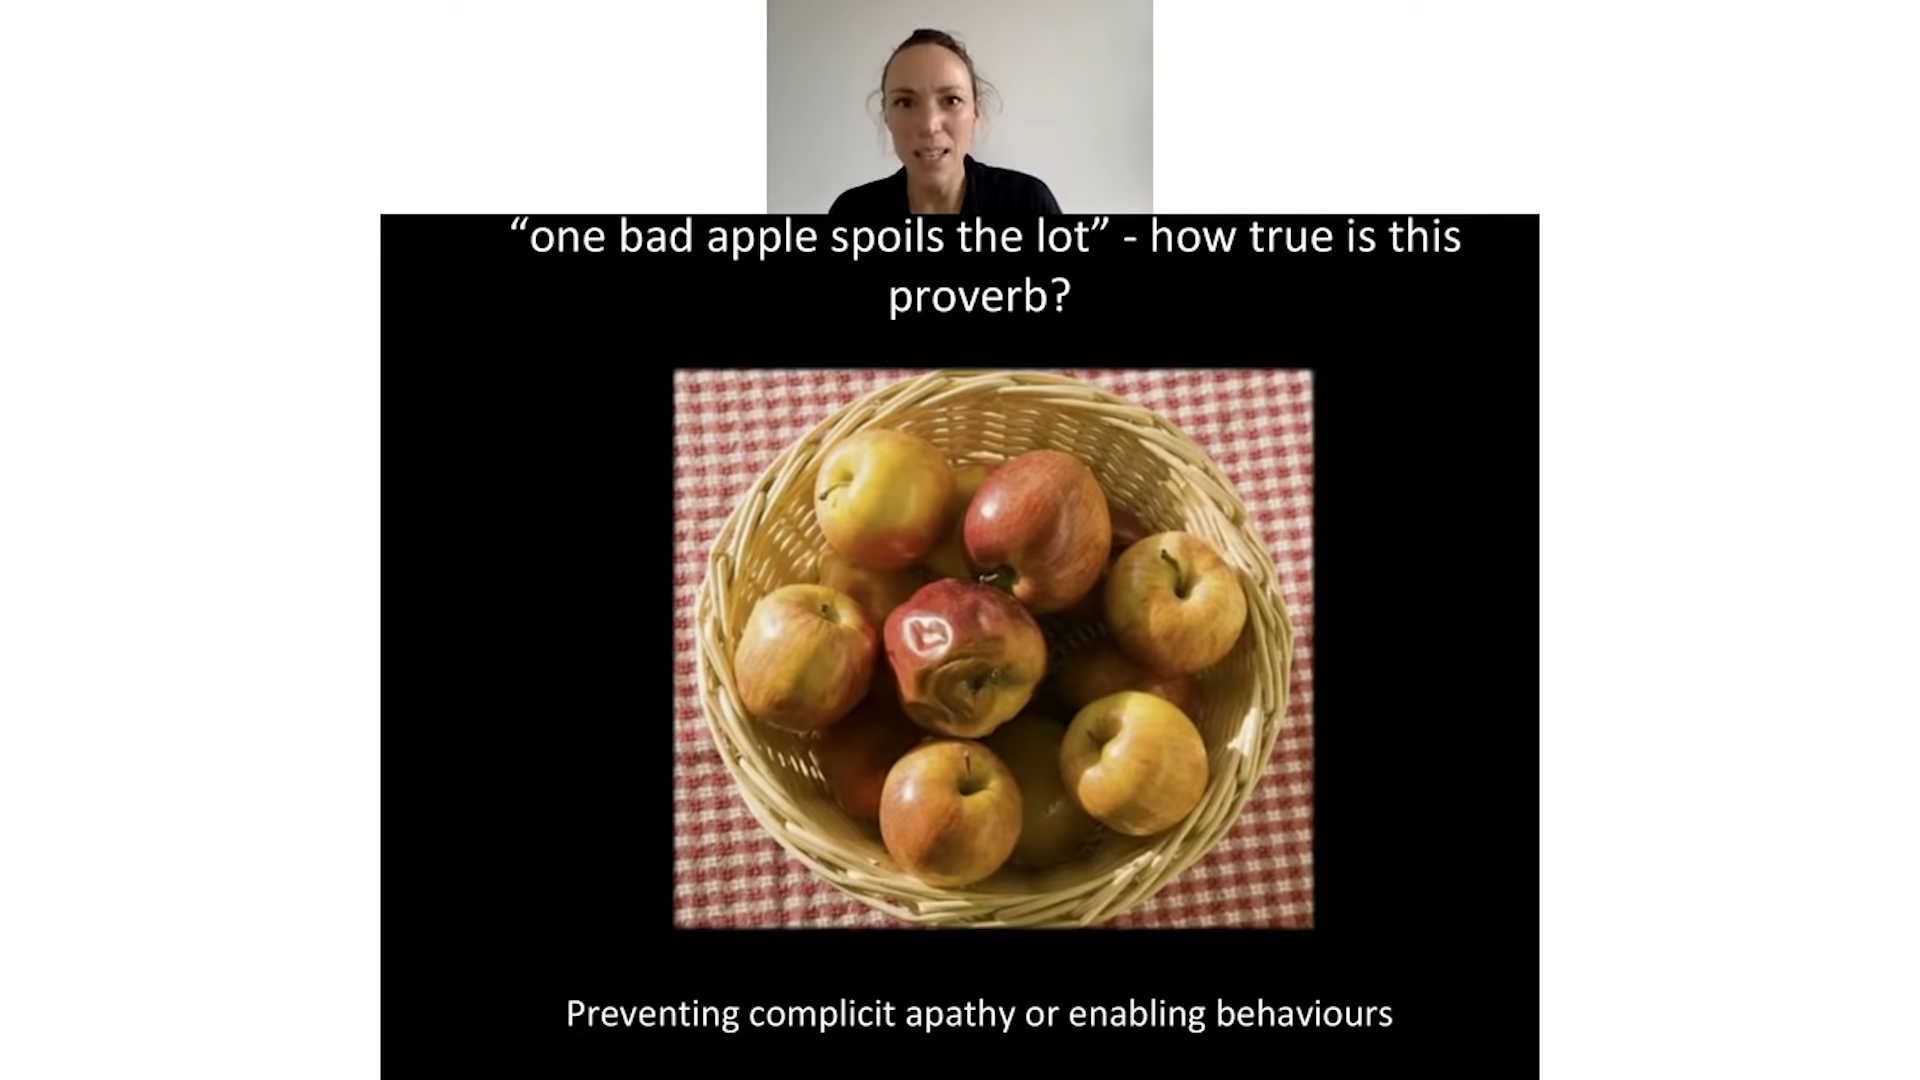 “one bad apple spoils the lot” - how true is this
proverb?
Preventing complicit apathy or enabling behaviours